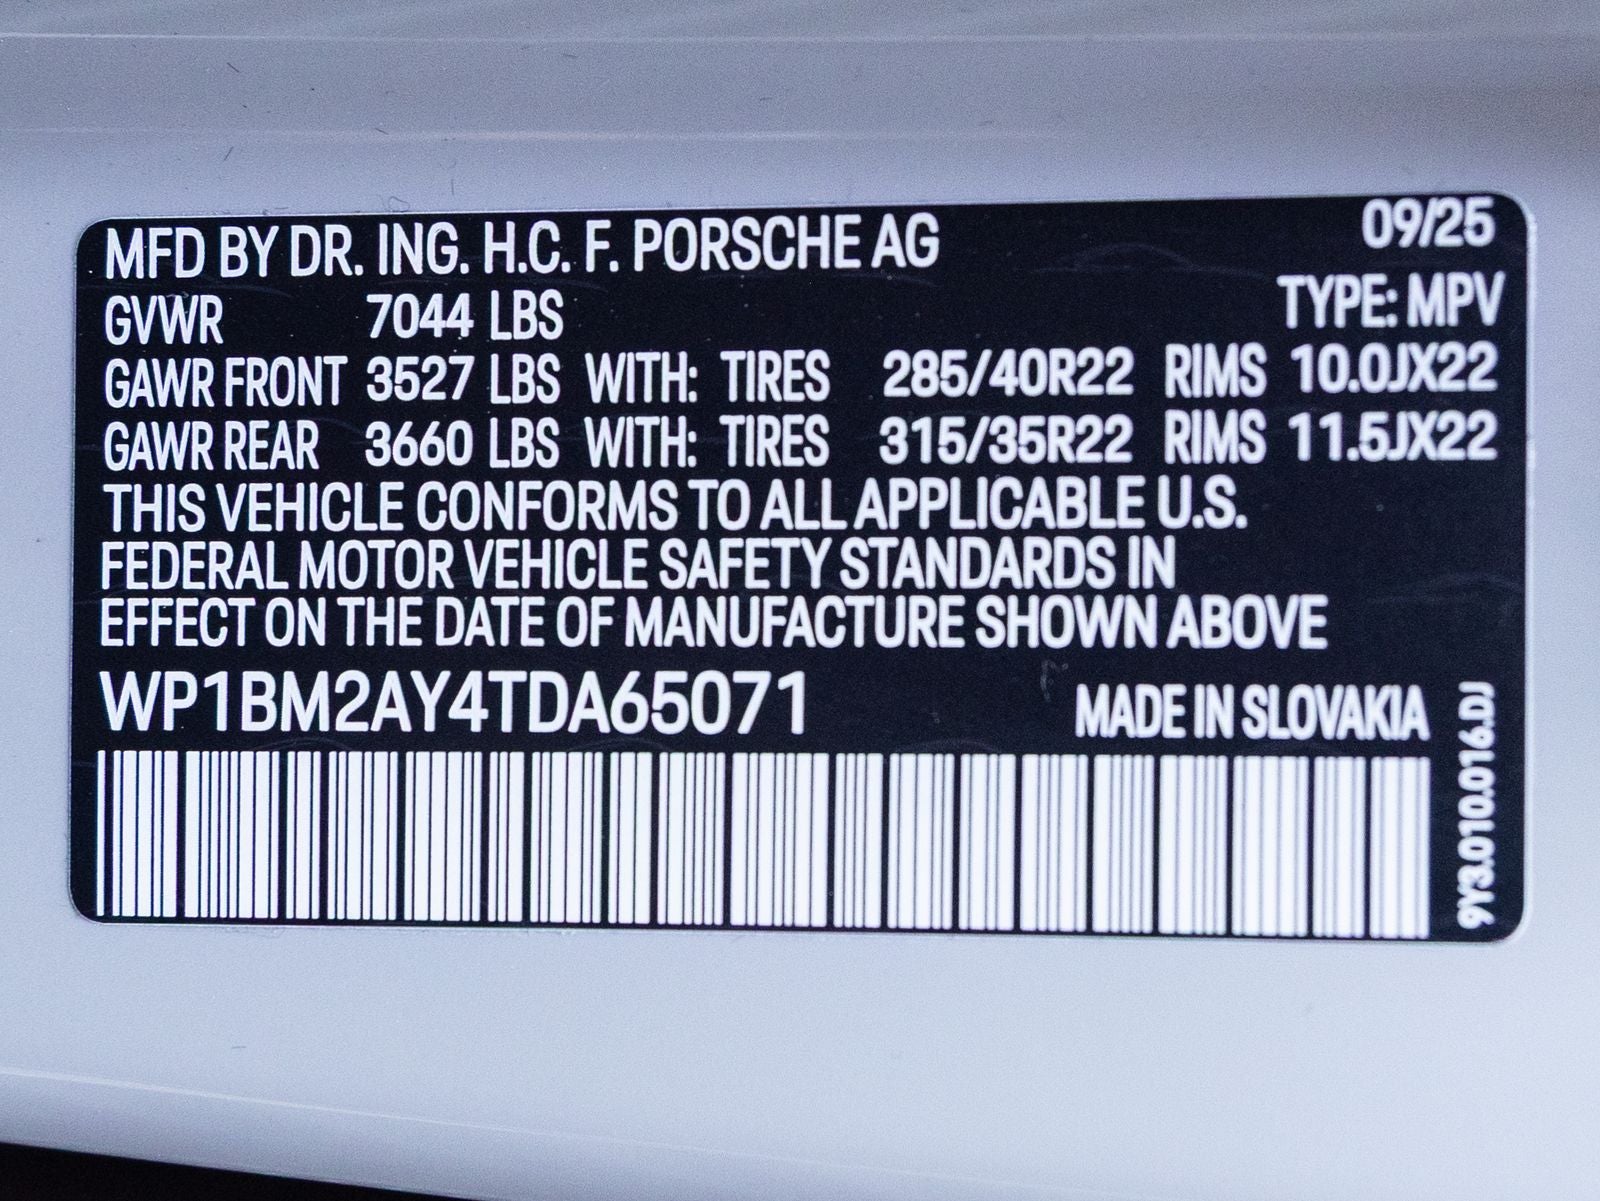 MFD BY DR. ING. H.C. F. PORSCHE AG 09/25
GVWR 7044 LBS TYPE: MPV
GAWR FRONT 3527 LBS WITH: TIRES 285/40R22 RIMS 10.0JX22
GAWR REAR 3660 LBS WITH: TIRES 315/35R22 RIMS 11.5JX22
THIS VEHICLE CONFORMS TO ALL APPLICABLE U.S.
FEDERAL MOTOR VEHICLE SAFETY STANDARDS IN
EFFECT ON THE DATE OF MANUFACTURE SHOWN ABOVE
WP1BM2AY4TDA65071 MADE IN SLOVAKIA
9Y3.010.016.DJ